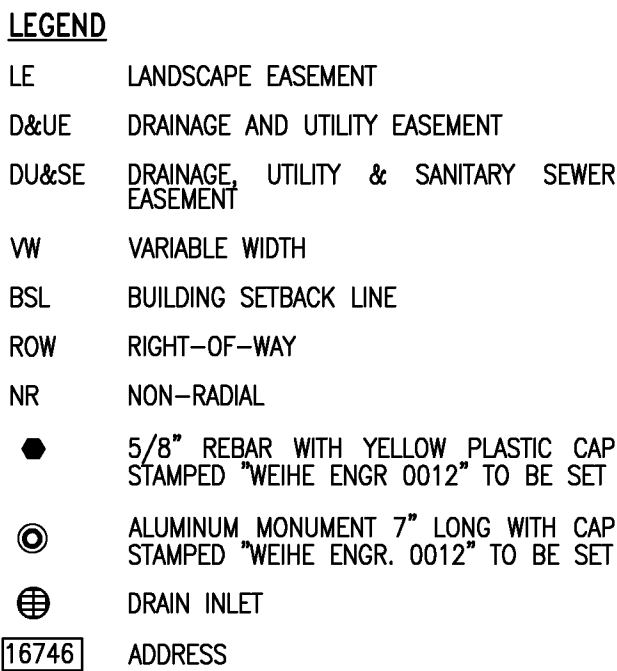 LEGEND
LE LANDSCAPE EASEMENT
D&UE DRAINAGE AND UTILITY EASEMENT
DU&SE DRAINAGE, UTILITY & SANITARY SEWER
EASEMENT
VW VARIABLE WIDTH
BSL BUILDING SETBACK LINE
ROW RIGHT-OF-WAY
NR NON-RADIAL
5/8" REBAR WITH YELLOW PLASTIC CAP
STAMPED "WEIHE ENGR 0012" TO BE SET
ALUMINUM MONUMENT 7" LONG WITH CAP
STAMPED "WEIHE ENGR. 0012" TO BE SET
DRAIN INLET
16746 ADDRESS